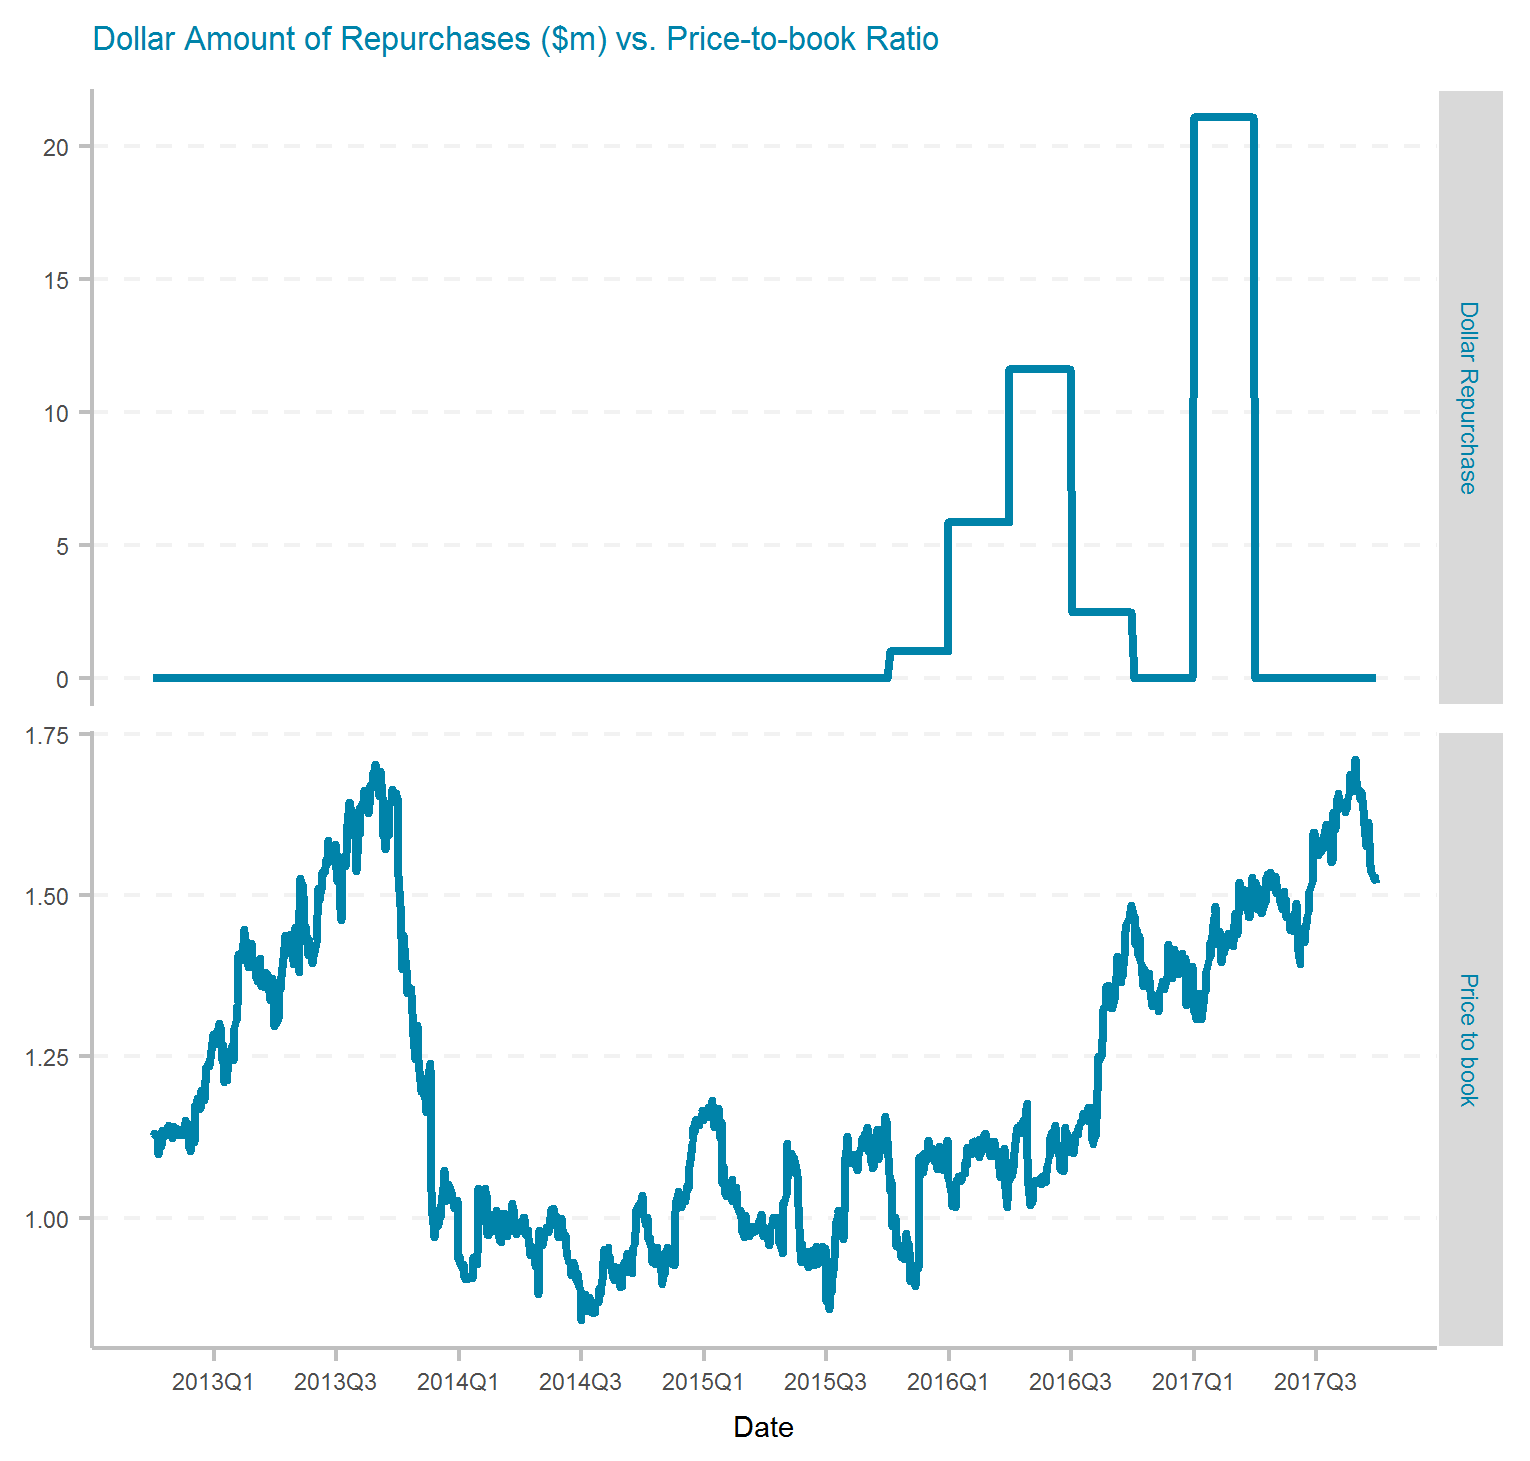 Dollar Amount of Repurchases ($m) vs. Price-to-book Ratio
20
15
10
5
0
Dollar Repurchase
1.75
1.50
1.25
1.00
Price to book
2013Q1 2013Q3 2014Q1 2014Q3 2015Q1 2015Q3 2016Q1 2016Q3 2017Q1 2017Q3
Date